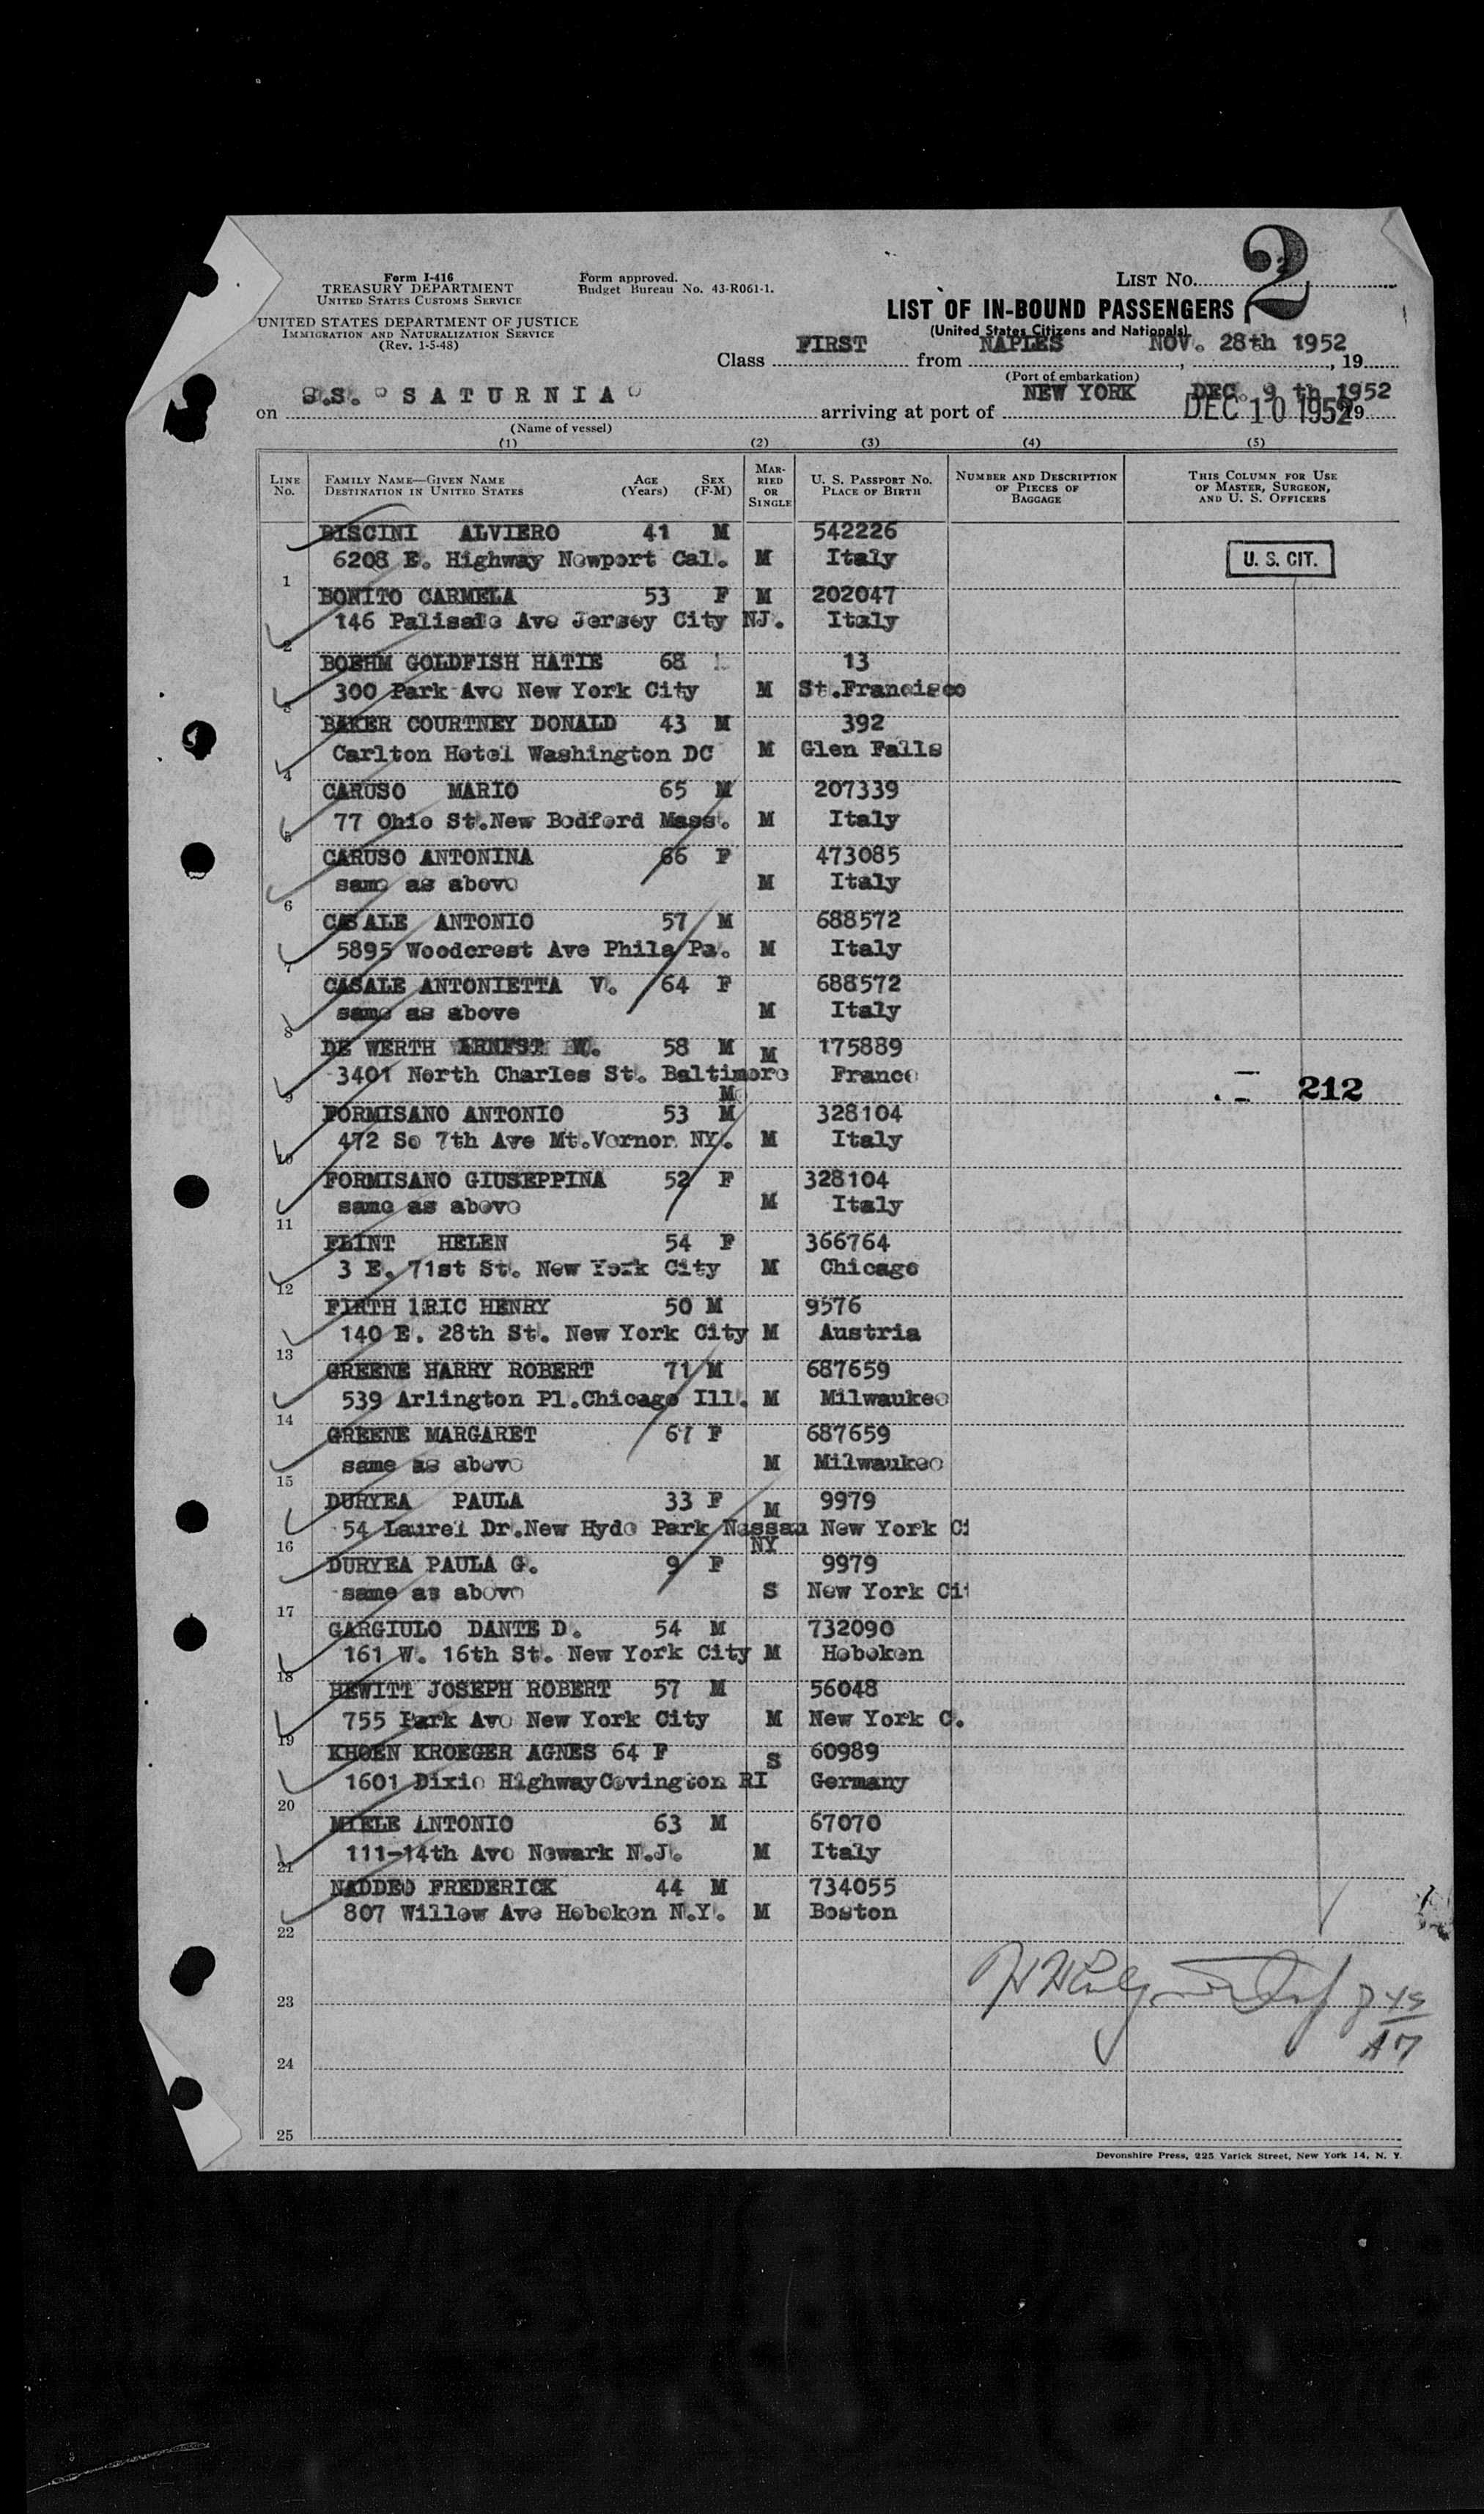 Form I-416
TREASURY DEPARTMENT
UNITED STATES CUSTOMS SERVICE
UNITED STATES DEPARTMENT OF JUSTICE
IMMIGRATION AND NATURALIZATION SERVICE
(Rev. 1-5-48)
Form approved.
Budget Bureau No. 43-R061-1.
LIST NO. 2
LIST OF IN-BOUND PASSENGERS
(United States Citizens and Nationals)
Class FIRST from NAPLES NOV. 28th 1952, 19
(Port of embarkation)
on S.S. "SATURNIA" arriving at port of NEW YORK DEC. 9 th 1952 19
DEC 10 1952
(Name of vessel)
(1) (2) (3) (4) (5)
LINE NO. FAMILY NAME—GIVEN NAME DESTINATION IN UNITED STATES AGE (Years) SEX (F-M) MARRIED OR SINGLE U. S. PASSPORT NO. PLACE OF BIRTH NUMBER AND DESCRIPTION OF PIECES OF BAGGAGE THIS COLUMN FOR USE OF MASTER, SURGEON, AND U. S. OFFICERS
BISCINI ALVIERO 41 M 542226
6208 E. Highway Newport Cal. M Italy U. S. CIT.
1
BONITO CARMELA 53 F M 202047
146 Palisade Ave Jersey City NJ. Italy
2
BOEHM GOLDFISH HATIE 68 13
300 Park Ave New York City M St.Francisco
3
BAKER COURTNEY DONALD 43 M 392
Carlton Hotel Washington DC M Glen Falls
4
CARUSO MARIO 65 M 207339
77 Ohio St.New Bedford Mass. M Italy
5
CARUSO ANTONINA 66 F 473085
same as above M Italy
6
CASALE ANTONIO 57 M 688572
5895 Woodcrest Ave Phila Pa. M Italy
7
CASALE ANTONIETTA V. 64 F 688572
same as above M Italy
8
DE WERTH ERNEST W. 58 M M 175889
3401 North Charles St. Baltimore France
Md
9 212
FORMISANO ANTONIO 53 M 328104
472 So 7th Ave Mt.Vernon NY. M Italy
10
FORMISANO GIUSEPPINA 52 F 328104
same as above M Italy
11
FLINT HELEN 54 F 366764
3 E. 71st St. New York City M Chicago
12
FIRTH ERIC HENRY 50 M 9576
140 E. 28th St. New York City M Austria
13
GREENE HARRY ROBERT 71 M 687659
539 Arlington Pl.Chicago Ill. M Milwaukee
14
GREENE MARGARET 67 F 687659
same as above M Milwaukee
15
DURYEA PAULA 33 F M 9979
54 Laurel Dr.New Hyde Park Nassau New York Ci
NY
16
DURYEA PAULA G. 9 F 9979
same as above S New York Cit
17
GARGIULO DANTE D. 54 M 732090
161 W. 16th St. New York City M Hoboken
18
HEWITT JOSEPH ROBERT 57 M 56048
755 Park Ave New York City M New York C.
19
KHOEN KROEGER AGNES 64 F S 60989
1601 Dixie Highway Covington RI Germany
20
MIELE ANTONIO 63 M 67070
111-14th Ave Newark N.J. M Italy
21
NADDEO FREDERICK 44 M 734055
807 Willow Ave Hoboken N.Y. M Boston
22
23
24
25
Devonshire Press, 225 Varick Street, New York 14, N. Y.